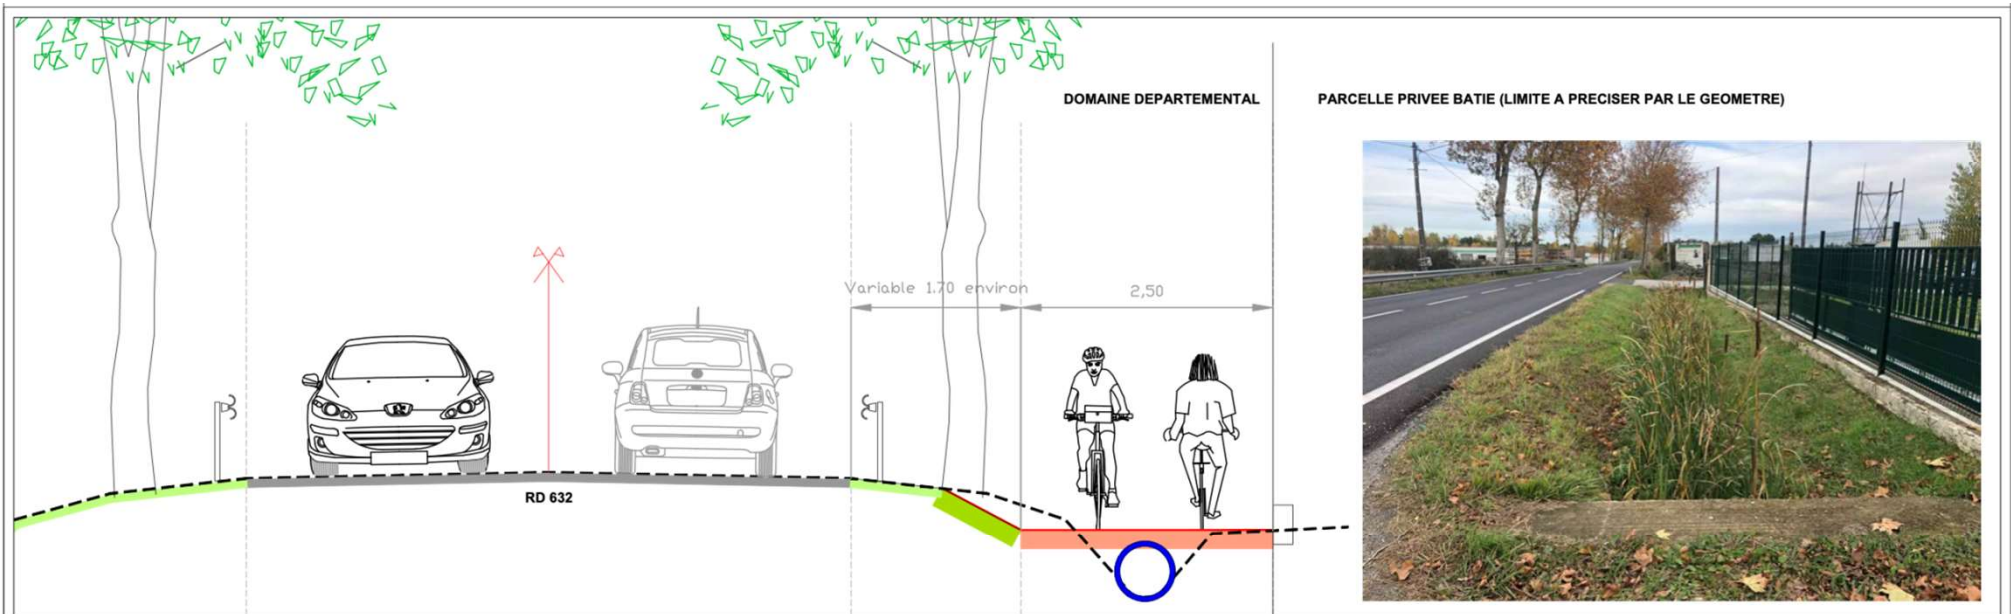 DOMAINE DEPARTEMENTAL
PARCELLE PRIVEE BATIE (LIMITE A PRECISER PAR LE GEOMETRE)
Variable 1.70 environ
2,50
RD 632